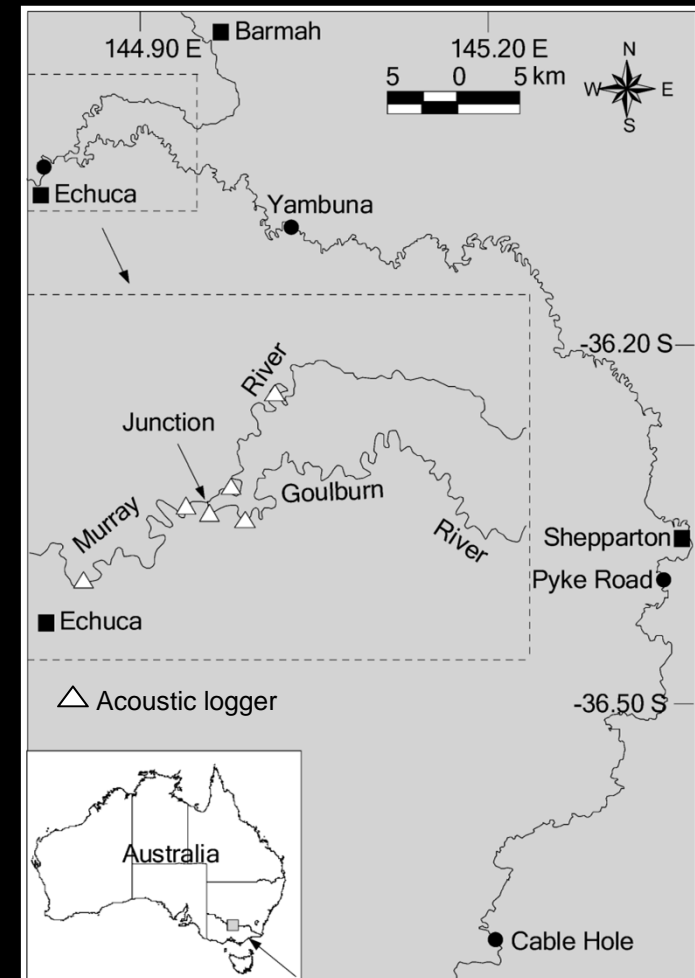 Barmah
144.90 E
145.20 E
5 0 5 km
N
W E
S
Echuca
Yambuna
-36.20 S
River
Junction
Goulburn
Murray
River
Shepparton
Pyke Road
Echuca
-36.50 S
Acoustic logger
Australia
Cable Hole